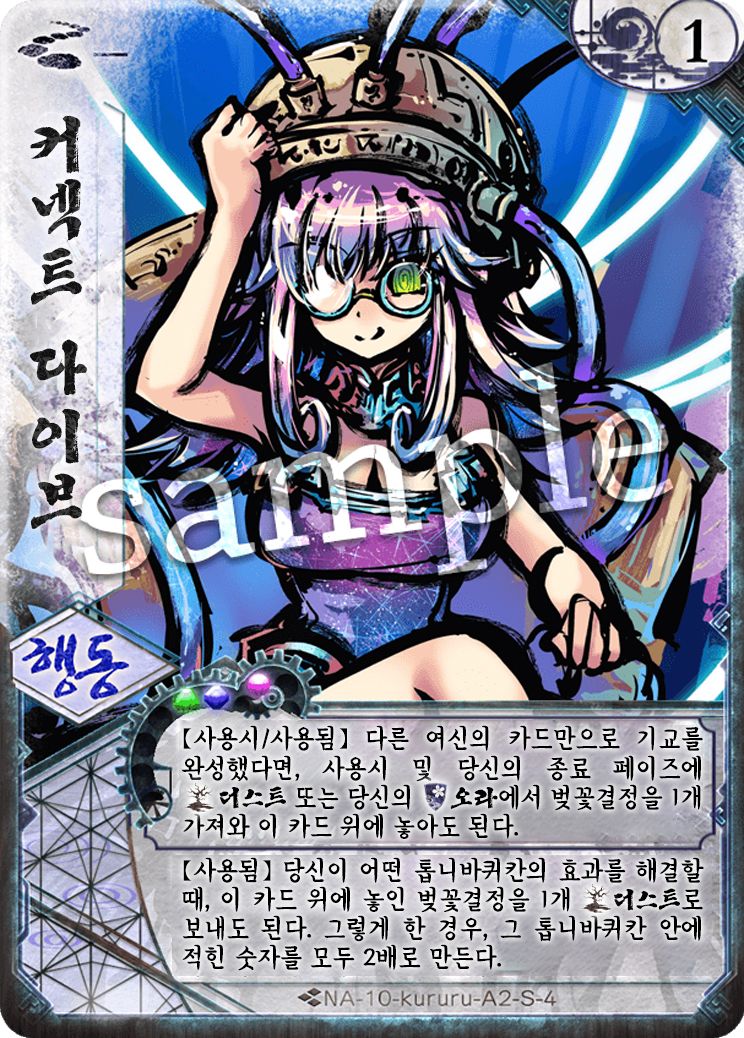 1
커넥트 다이브
sample
행동
【사용시/사용됨】 다른 여신의 카드만으로 기교를
완성했다면, 사용시 및 당신의 종료 페이즈에
더스트 또는 당신의 오라에서 벚꽃결정을 1개
가져와 이 카드 위에 놓아도 된다.
【사용됨】 당신이 어떤 톱니바퀴칸의 효과를 해결할
때, 이 카드 위에 놓인 벚꽃결정을 1개 더스트로
보내도 된다. 그렇게 한 경우, 그 톱니바퀴칸 안에
적힌 숫자를 모두 2배로 만든다.
NA-10-kururu-A2-S-4